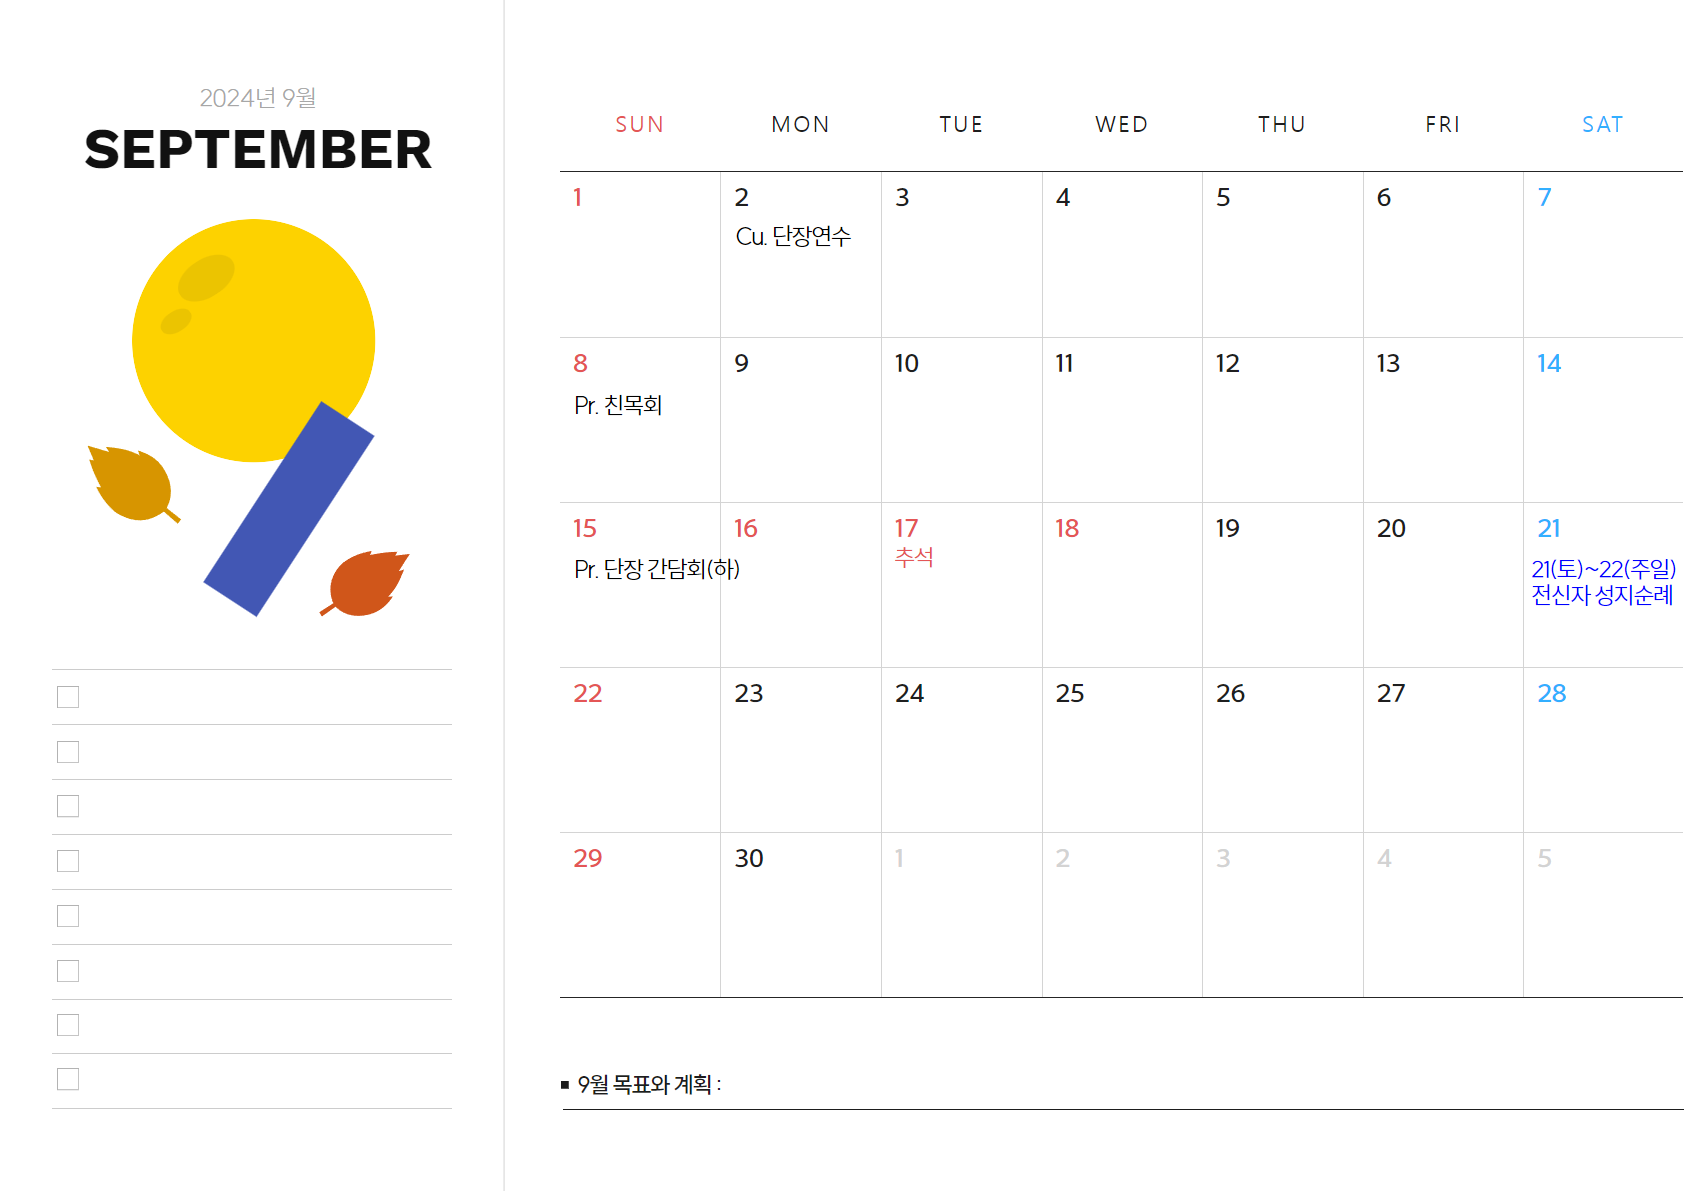 2024년 9월
SEPTEMBER
SUN MON TUE WED THU FRI SAT
1 2 3 4 5 6 7
Cu. 단장연수
8 9 10 11 12 13 14
Pr. 친목회
15 16 17 18 19 20 21
추석
Pr. 단장 간담회(하)
21(토)~22(주일)
전신자 성지순례
22 23 24 25 26 27 28
29 30 1 2 3 4 5
■ 9월 목표와 계획 :